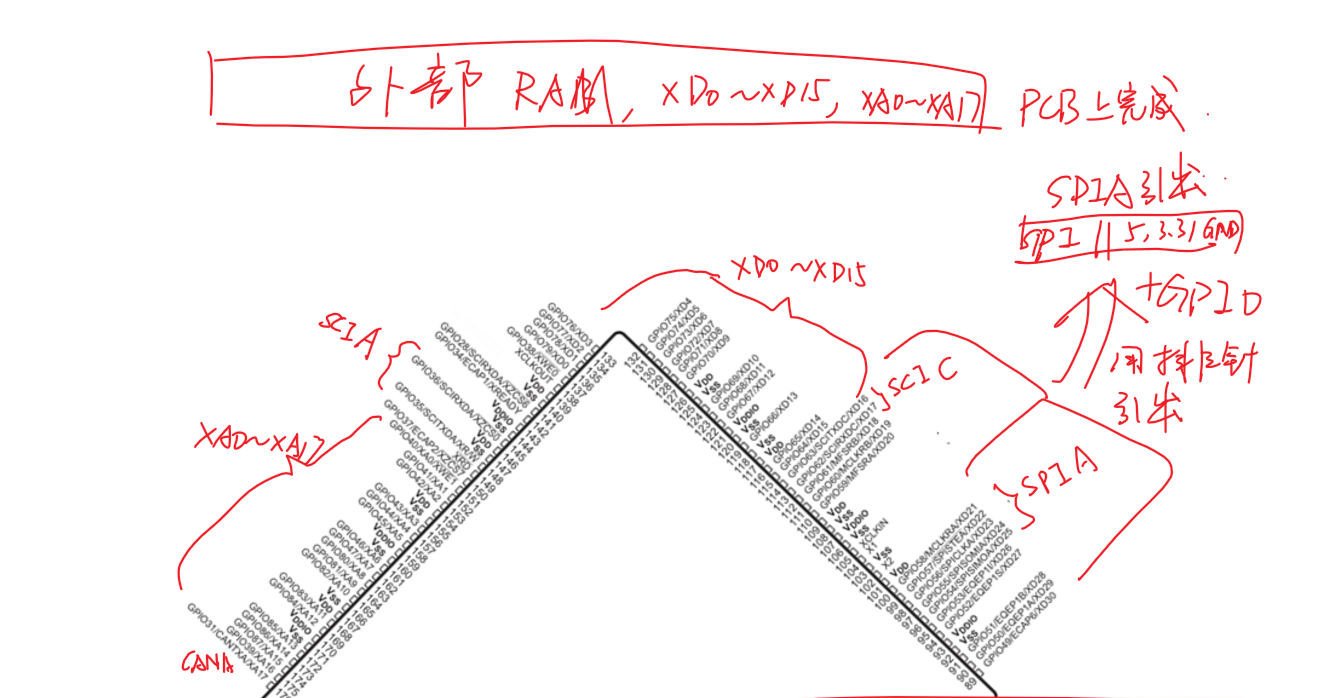 外部 RAM, XD0~XD15, XA0~XA17
PCB上完成.
SPIA引出
SPI || 5, 3.3, GND
+GPIO
用排插针
引出
XD0 ~XD15
SCIA
XA0~XA17
SCIC
SPIA
CANA
GPIO76/XD3
GPIO77/XD2
GPIO78/XD1
GPIO79/XD0
GPIO38/XWE0
XCLKOUT
VDD
VSS
GPIO28/SCIRXDA/XZCS6
GPIO34/ECAP1/XREADY
VDDIO
VSS
GPIO36/SCIRXDA/XZCS0
VDD
VSS
GPIO35/SCITXDA/XR/W
XRD
GPIO37/ECAP2/XZCS7
GPIO40/XA0/XWE1
GPIO41/XA1
GPIO42/XA2
VDD
VSS
GPIO43/XA3
GPIO44/XA4
GPIO45/XA5
VDDIO
VSS
GPIO46/XA6
GPIO47/XA7
GPIO80/XA8
GPIO81/XA9
GPIO82/XA10
VSS
VDD
GPIO83/XA11
GPIO84/XA12
VDDIO
VSS
GPIO85/XA13
GPIO86/XA14
GPIO87/XA15
GPIO39/XA16
GPIO31/CANTXA/XA17
GPIO75/XD4
GPIO74/XD5
GPIO73/XD6
GPIO72/XD7
GPIO71/XD8
GPIO70/XD9
VDD
VSS
GPIO69/XD10
GPIO68/XD11
GPIO67/XD12
VDDIO
VSS
GPIO66/XD13
VSS
VDD
GPIO65/XD14
GPIO64/XD15
GPIO63/SCITXDC/XD16
GPIO62/SCIRXDC/XD17
GPIO61/MFSRB/XD18
GPIO60/MCLKRB/XD19
GPIO59/MFSRA/XD20
VDD
VSS
VDDIO
VSS
XCLKIN
X1
VSS
X2
VDD
GPIO58/MCLKRA/XD21
GPIO57/SPISTEA/XD22
GPIO56/SPICLKA/XD23
GPIO55/SPISOMIA/XD24
GPIO54/SPISIMOA/XD25
GPIO53/EQEP1I/XD26
GPIO52/EQEP1S/XD27
VDDIO
VSS
GPIO51/EQEP1B/XD28
GPIO50/EQEP1A/XD29
GPIO49/ECAP6/XD30